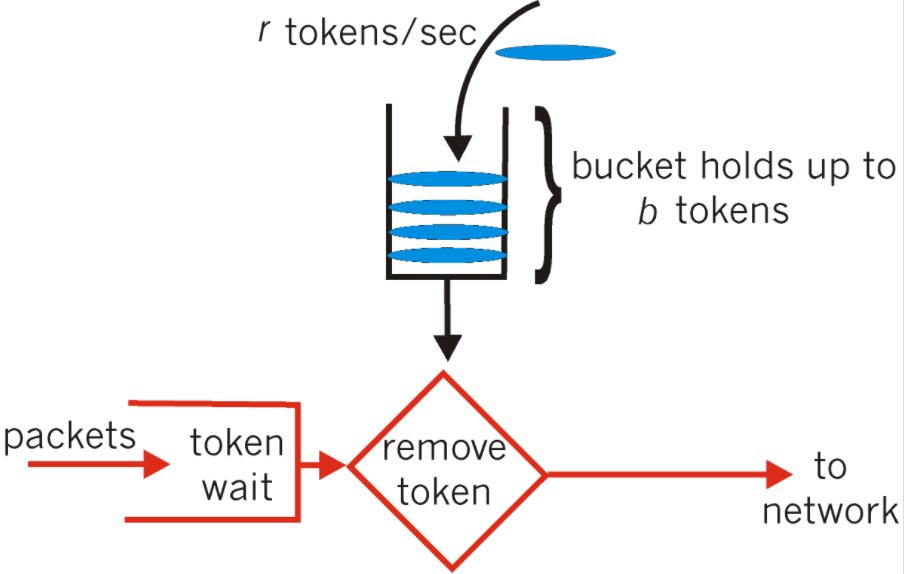 r tokens/sec
bucket holds up to
b tokens
packets
token
wait
remove
token
to
network